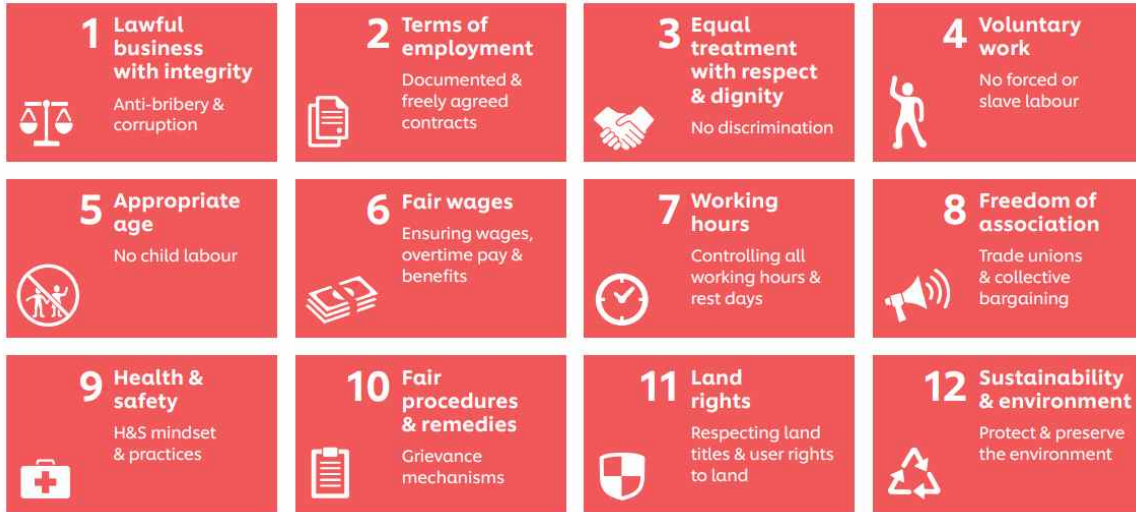 1 Lawful
business
with integrity
Anti-bribery &
corruption
2 Terms of
employment
Documented &
freely agreed
contracts
3 Equal
treatment
with respect
& dignity
No discrimination
4 Voluntary
work
No forced or
slave labour
5 Appropriate
age
No child labour
6 Fair wages
Ensuring wages,
overtime pay &
benefits
7 Working
hours
Controlling all
working hours &
rest days
8 Freedom of
association
Trade unions
& collective
bargaining
9 Health &
safety
H&S mindset
& practices
10 Fair
procedures
& remedies
Grievance
mechanisms
11 Land
rights
Respecting land
titles & user rights
to land
12 Sustainability
& environment
Protect & preserve
the environment